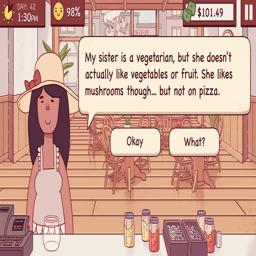 DAY: 42
1:30PM
98%
$101.49
My sister is a vegetarian, but she doesn't
actually like vegetables or fruit. She likes
mushrooms though... but not on pizza.
Okay
What?